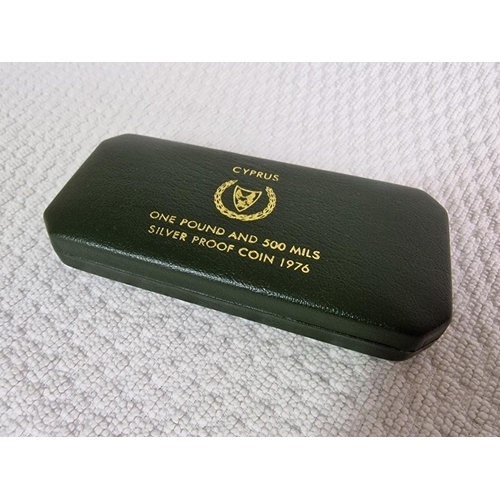 CYPRUS
ONE POUND AND 500 MILS
SILVER PROOF COIN 1976